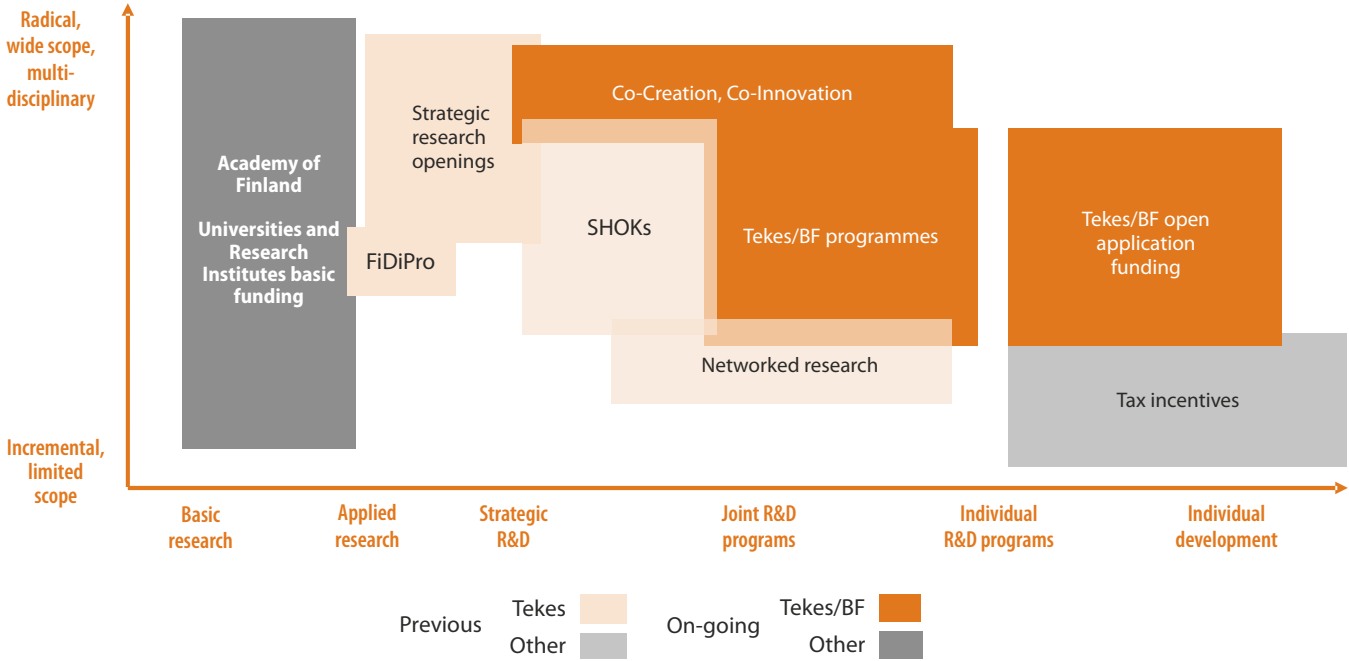 Radical,
wide scope,
multi-
disciplinary
Incremental,
limited
scope
Academy of
Finland
Universities and
Research
Institutes basic
funding
Strategic
research
openings
FiDiPro
Co-Creation, Co-Innovation
SHOKs
Tekes/BF programmes
Networked research
Tekes/BF open
application
funding
Tax incentives
Basic
research
Applied
research
Strategic
R&D
Joint R&D
programs
Individual
R&D programs
Individual
development
Previous
Tekes
Other
On-going
Tekes/BF
Other